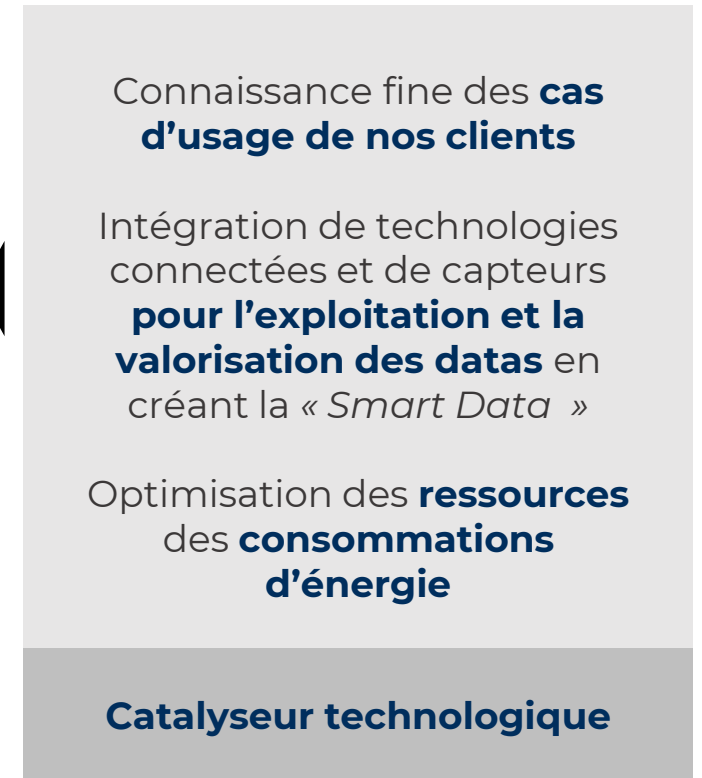 Connaissance fine des cas
d’usage de nos clients
Intégration de technologies
connectées et de capteurs
pour l’exploitation et la
valorisation des datas en
créant la « Smart Data  »
Optimisation des ressources
des consommations
d’énergie
Catalyseur technologique